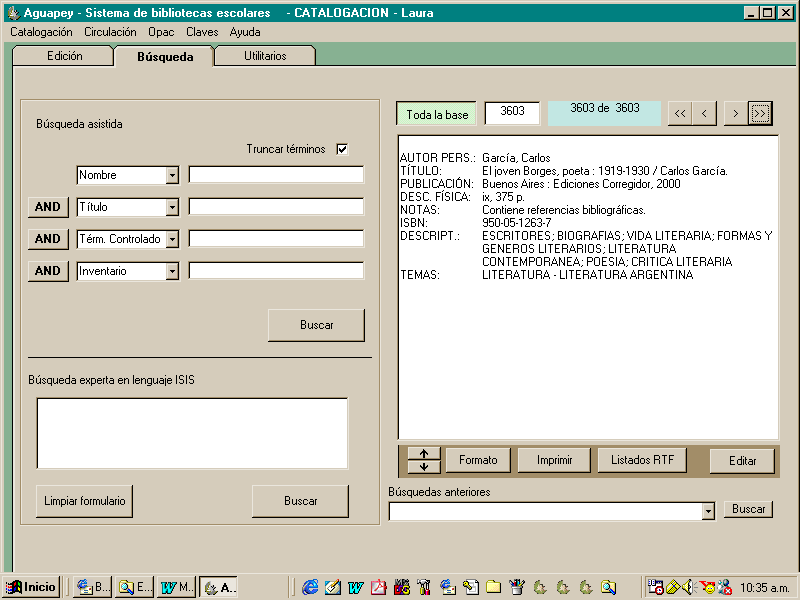 Aguapey - Sistema de bibliotecas escolares - CATALOGACION - Laura
Catalogación Circulación Opac Claves Ayuda
Edición Búsqueda Utilitarios
Búsqueda asistida
Truncar términos
Nombre
AND Título
AND Térm. Controlado
AND Inventario
Buscar
Búsqueda experta en lenguaje ISIS
Limpiar formulario Buscar
Toda la base 3603 3603 de 3603 << < > >>
AUTOR PERS.: García, Carlos
TÍTULO: El joven Borges, poeta : 1919-1930 / Carlos García.
PUBLICACIÓN: Buenos Aires : Ediciones Corregidor, 2000
DESC. FÍSICA: ix, 375 p.
NOTAS: Contiene referencias bibliográficas.
ISBN: 950-05-1263-7
DESCRIPT.: ESCRITORES; BIOGRAFIAS; VIDA LITERARIA; FORMAS Y
GENEROS LITERARIOS; LITERATURA
CONTEMPORANEA; POESIA; CRITICA LITERARIA
TEMAS: LITERATURA - LITERATURA ARGENTINA
Formato Imprimir Listados RTF Editar
Búsquedas anteriores
Buscar
Inicio B... E... M... A... 10:35 a.m.